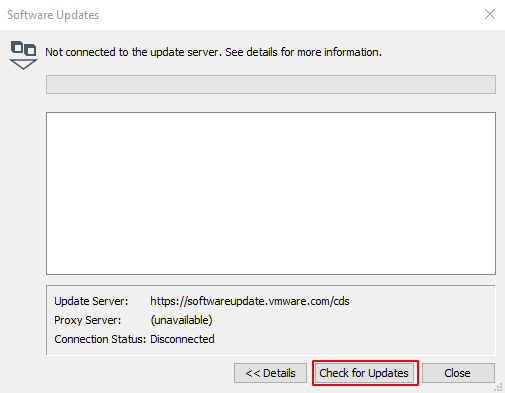 Software Updates
Not connected to the update server. See details for more information.
Update Server: https://softwareupdate.vmware.com/cds
Proxy Server: (unavailable)
Connection Status: Disconnected
<< Details Check for Updates Close